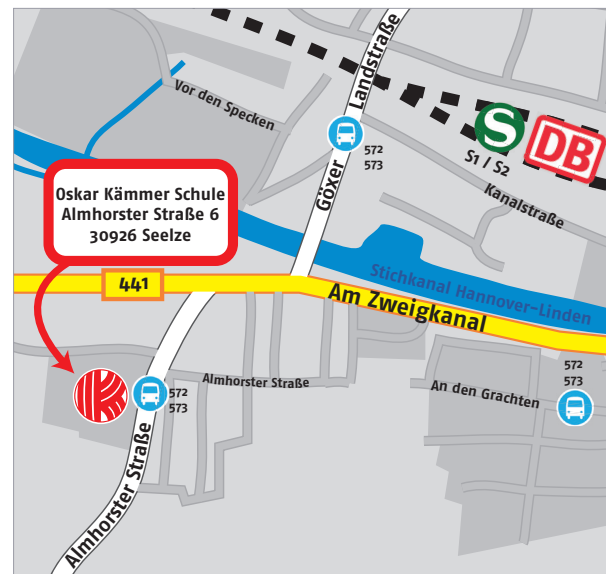 Landstraße
Vor den Specken
572
573
Göxer
S
S1 / S2
DB
Kanalstraße
Oskar Kämmer Schule
Almhorster Straße 6
30926 Seelze
Stichkanal Hannover-Linden
441
Am Zweigkanal
Almhorster Straße
572
573
572
573
An den Grachten
Almhorster Straße